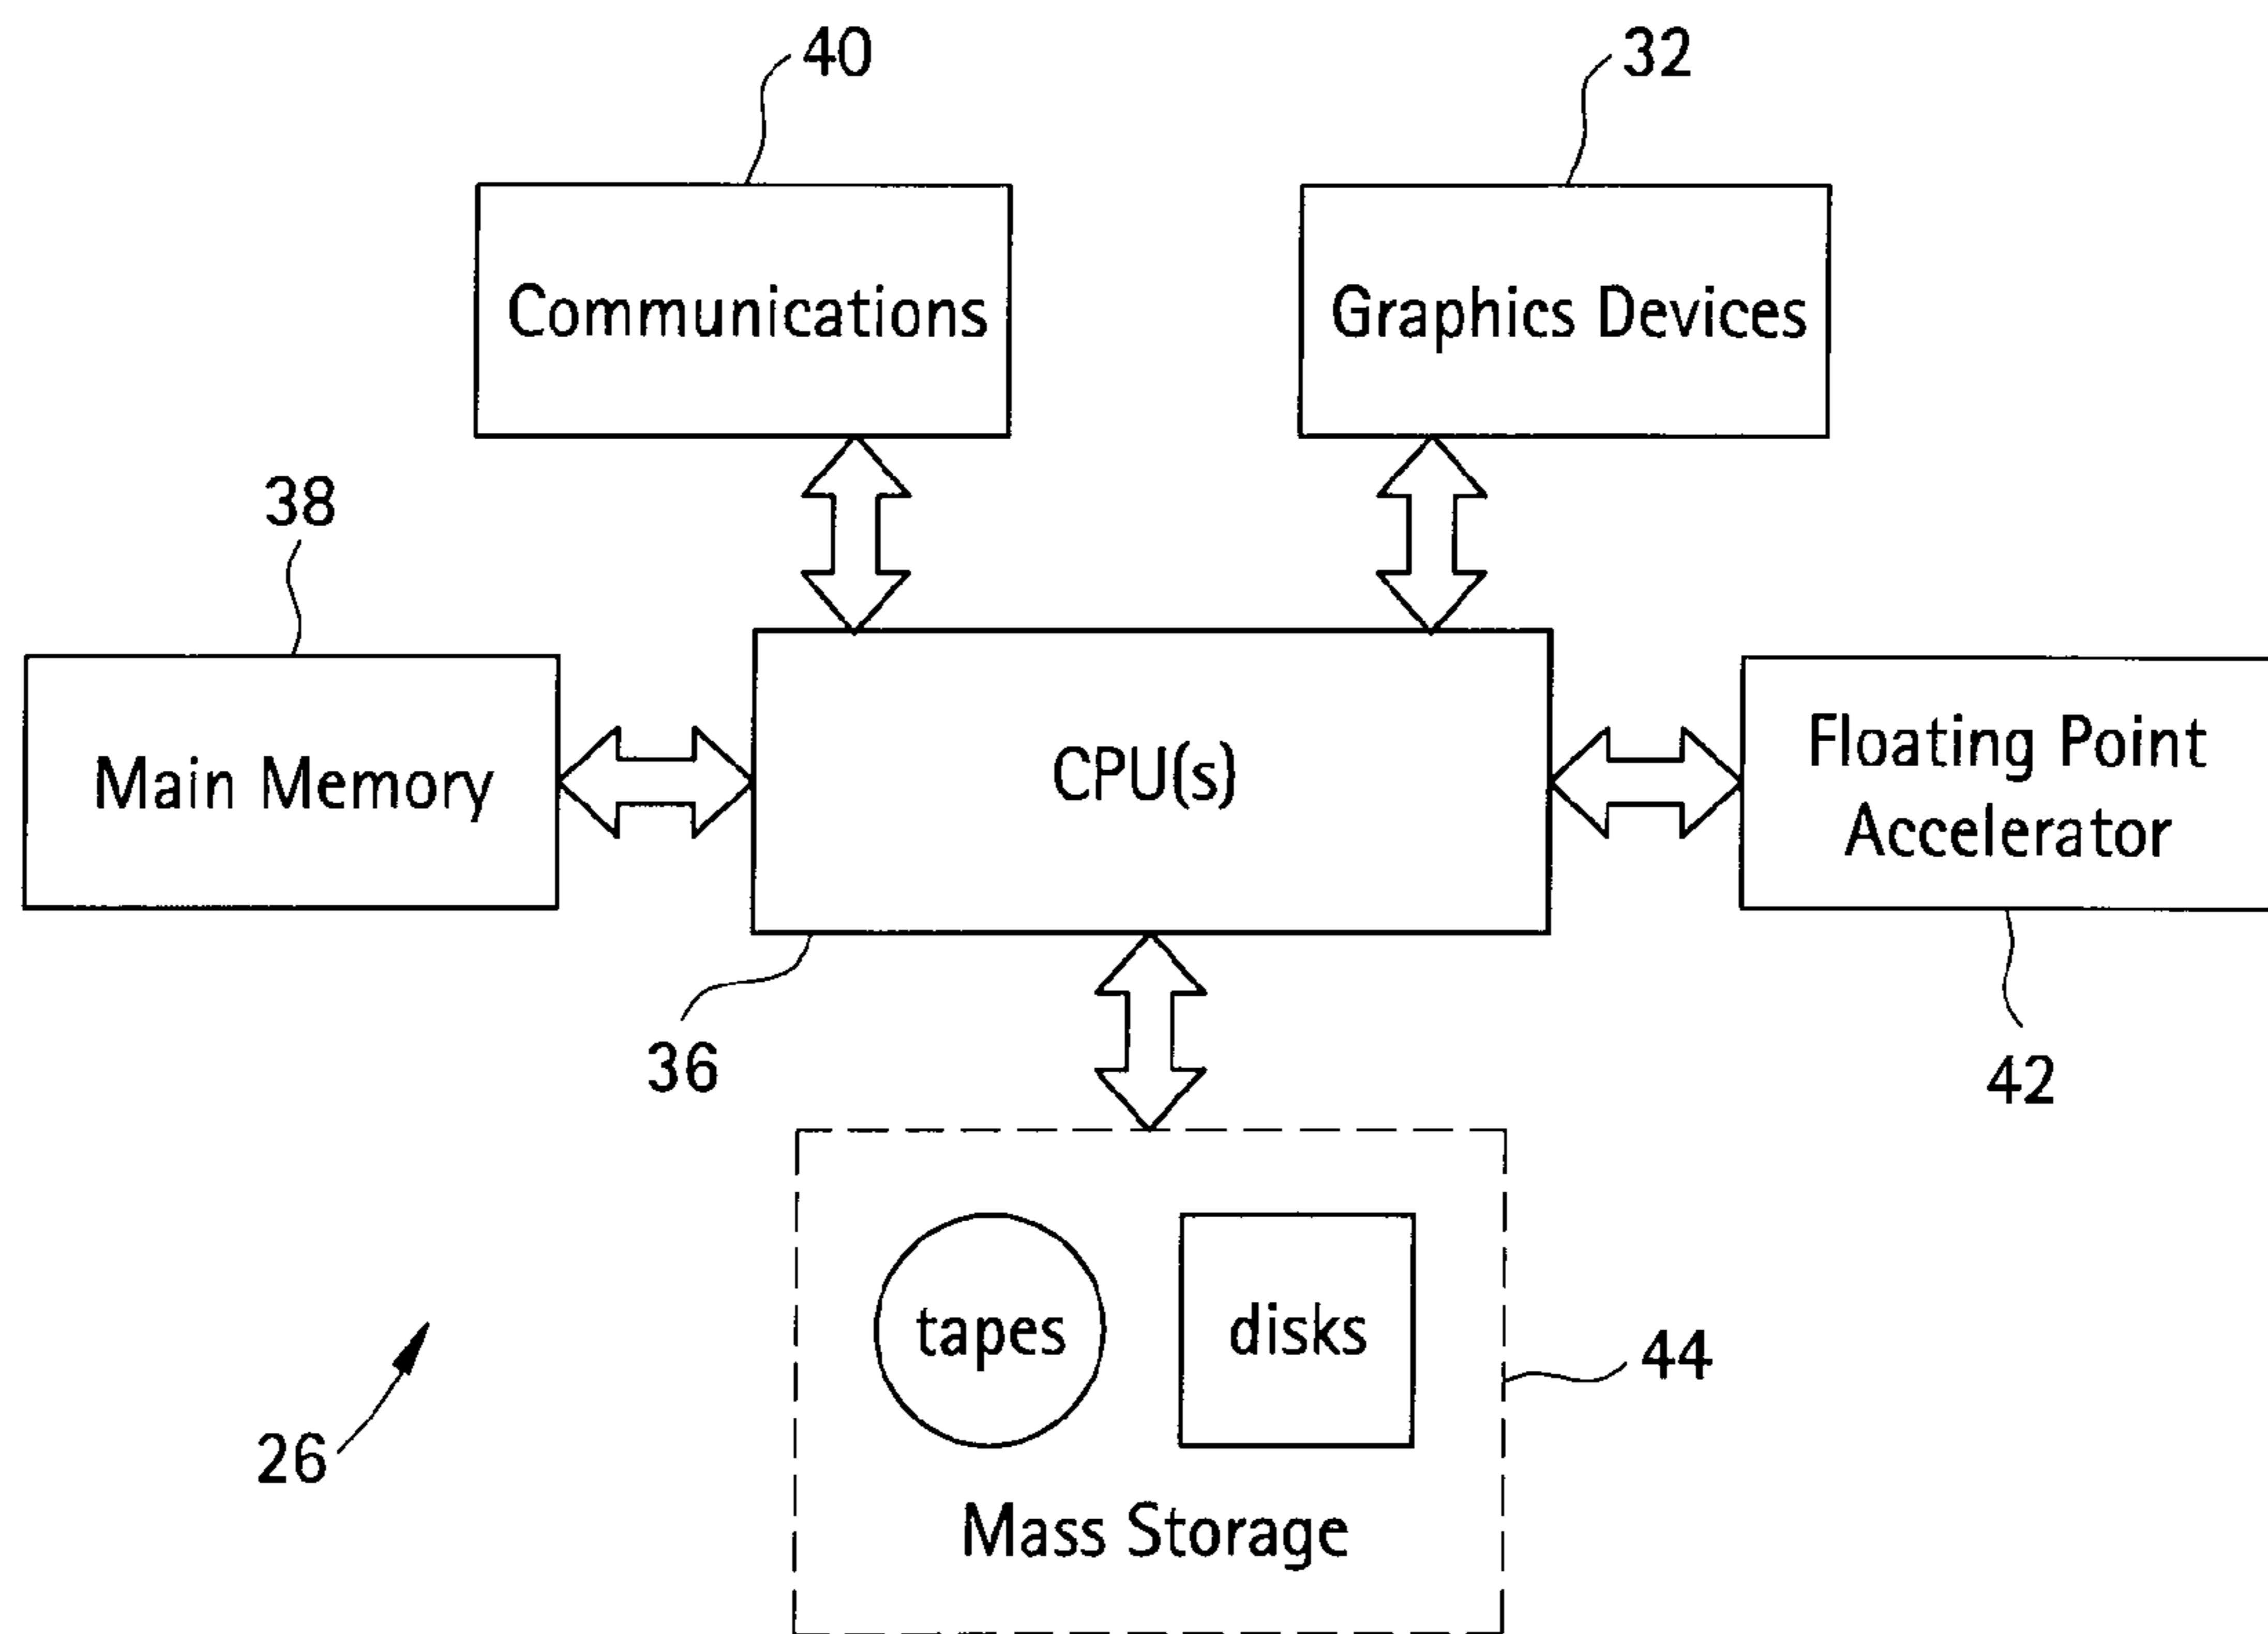 40
32
Communications
Graphics Devices
38
Main Memory
CPU(s)
Floating Point
Accelerator
36
42
tapes
disks
44
26
Mass Storage